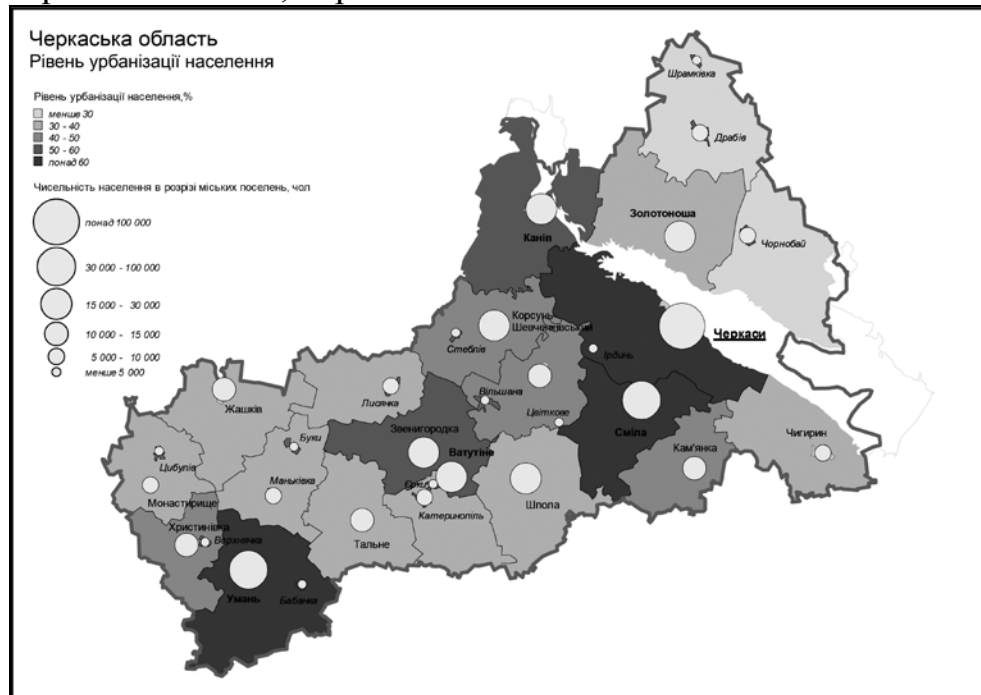 Черкаська область
Рівень урбанізації населення
Рівень урбанізації населення,%
менше 30
30 - 40
40 - 50
50 - 60
понад 60
Чисельність населення в розрізі міських поселень, чол
понад 100 000
30 000 - 100 000
15 000 - 30 000
10 000 - 15 000
5 000 - 10 000
менше 5 000
Шрамківка
Драбів
Золотоноша
Канів
Чорнобай
Корсунь
Шевченківський
Черкаси
Стеблів
Ірдинь
Лисянка
Вільшана
Жашків
Цвіткове
Звенигородка
Сміла
Чигирин
Буки
Ватутіне
Кам'янка
Цибулів
Маньківка
Шпола
Монастирище
Катеринопіль
Христинівка
Верхнячка
Тальне
Умань
Бабанка